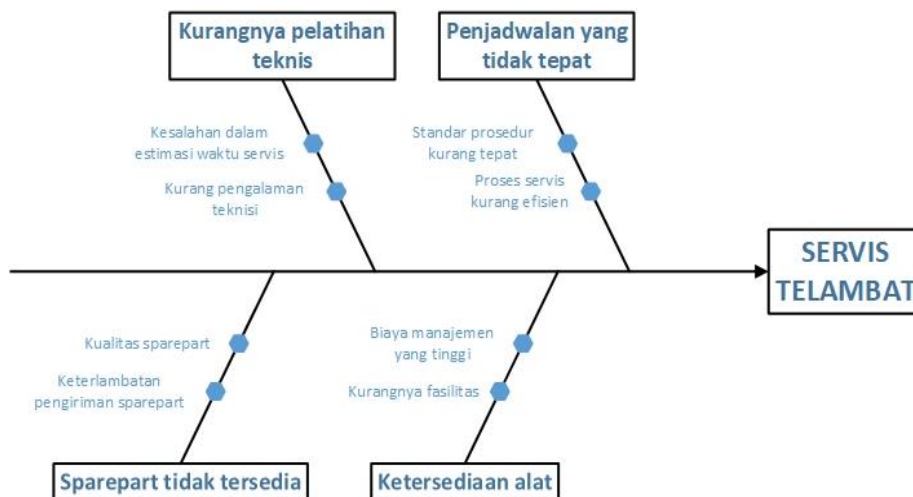 Kurangnya pelatihan
teknis
Penjadwalan yang
tidak tepat
Kesalahan dalam
estimasi waktu servis
Kurang pengalaman
teknisi
Standar prosedur
kurang tepat
Proses servis
kurang efisien
SERVIS
TELAMBAT
Kualitas sparepart
Keterlambatan
pengiriman sparepart
Biaya manajemen
yang tinggi
Kurangnya fasilitas
Sparepart tidak tersedia
Ketersediaan alat